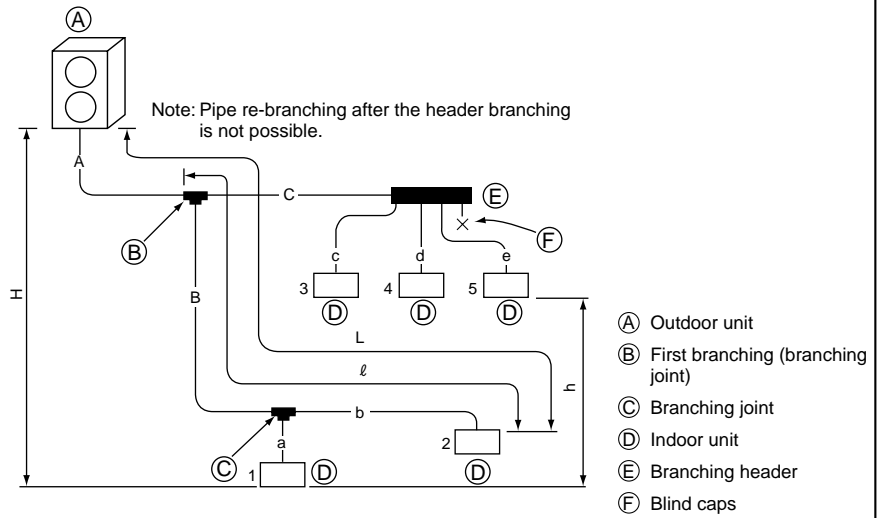 Ⓐ
Note: Pipe re-branching after the header branching
is not possible.
A
C
Ⓔ
Ⓑ
Ⓕ
c
d
e
H
B
3
4
5
Ⓓ
Ⓓ
Ⓓ
L
ℓ
h
b
a
2
Ⓒ
1
Ⓓ
Ⓓ
Ⓐ Outdoor unit
Ⓑ First branching (branching
joint)
Ⓒ Branching joint
Ⓓ Indoor unit
Ⓔ Branching header
Ⓕ Blind caps